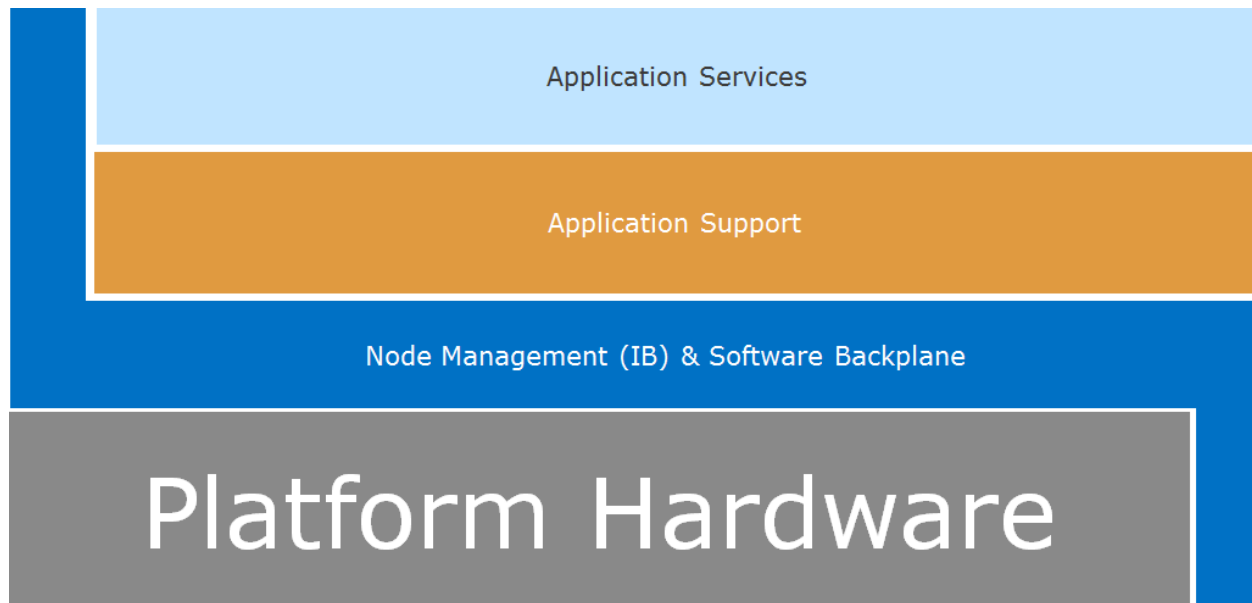 Application Services
Application Support
Node Management (IB) & Software Backplane
Platform Hardware